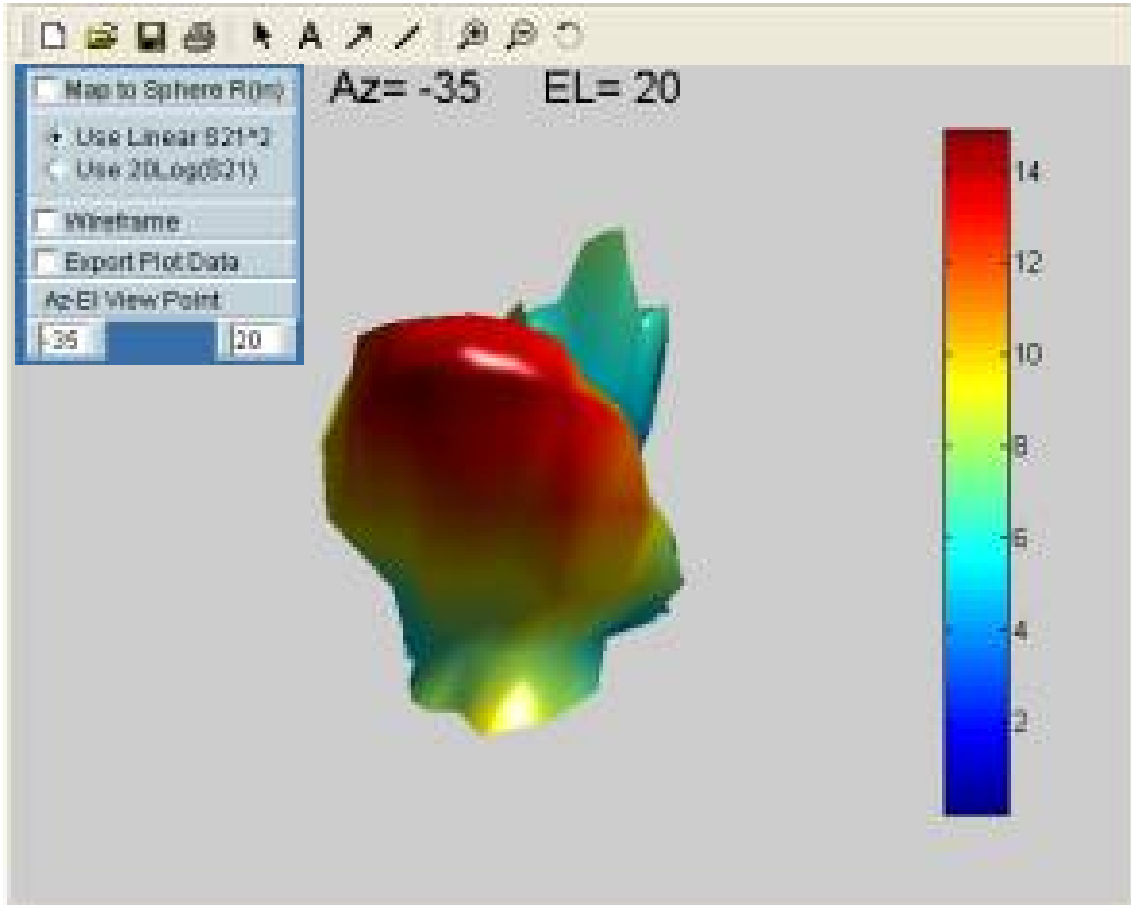 A
Map to Sphere R(in)
Az= -35 EL= 20
Use Linear S21^2
Use 20Log(S21)
Wireframe
Export Plot Data
Az-El View Point
-35 20
14
12
10
8
6
4
2